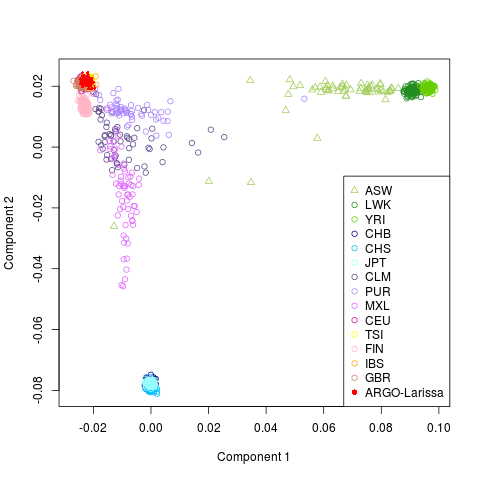 0.02
0.00
-0.02
-0.04
-0.06
-0.08
Component 2
-0.02 0.00 0.02 0.04 0.06 0.08 0.10
Component 1
ASW
LWK
YRI
CHB
CHS
JPT
CLM
PUR
MXL
CEU
TSI
FIN
IBS
GBR
ARGO-Larissa